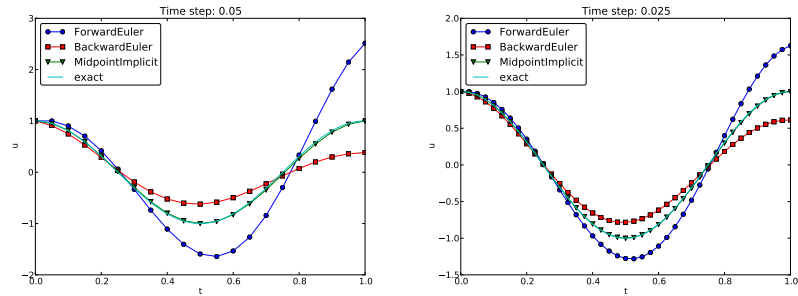 Time step: 0.05
3
2
1
0
−1
−2
u
0.0 0.2 0.4 0.6 0.8 1.0
t
ForwardEuler
BackwardEuler
MidpointImplicit
exact
Time step: 0.025
2.0
1.5
1.0
0.5
0.0
−0.5
−1.0
−1.5
u
0.0 0.2 0.4 0.6 0.8 1.0
t
ForwardEuler
BackwardEuler
MidpointImplicit
exact